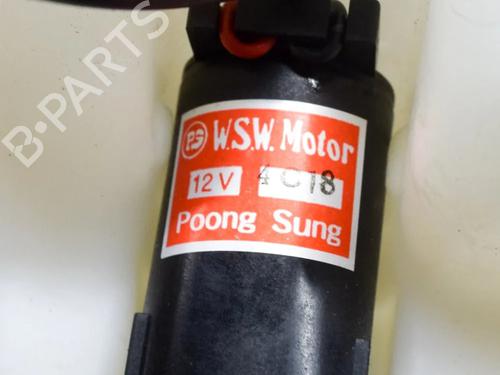 B-PARTS
PS W.S.W. Motor
12V 4C18
Poong Sung